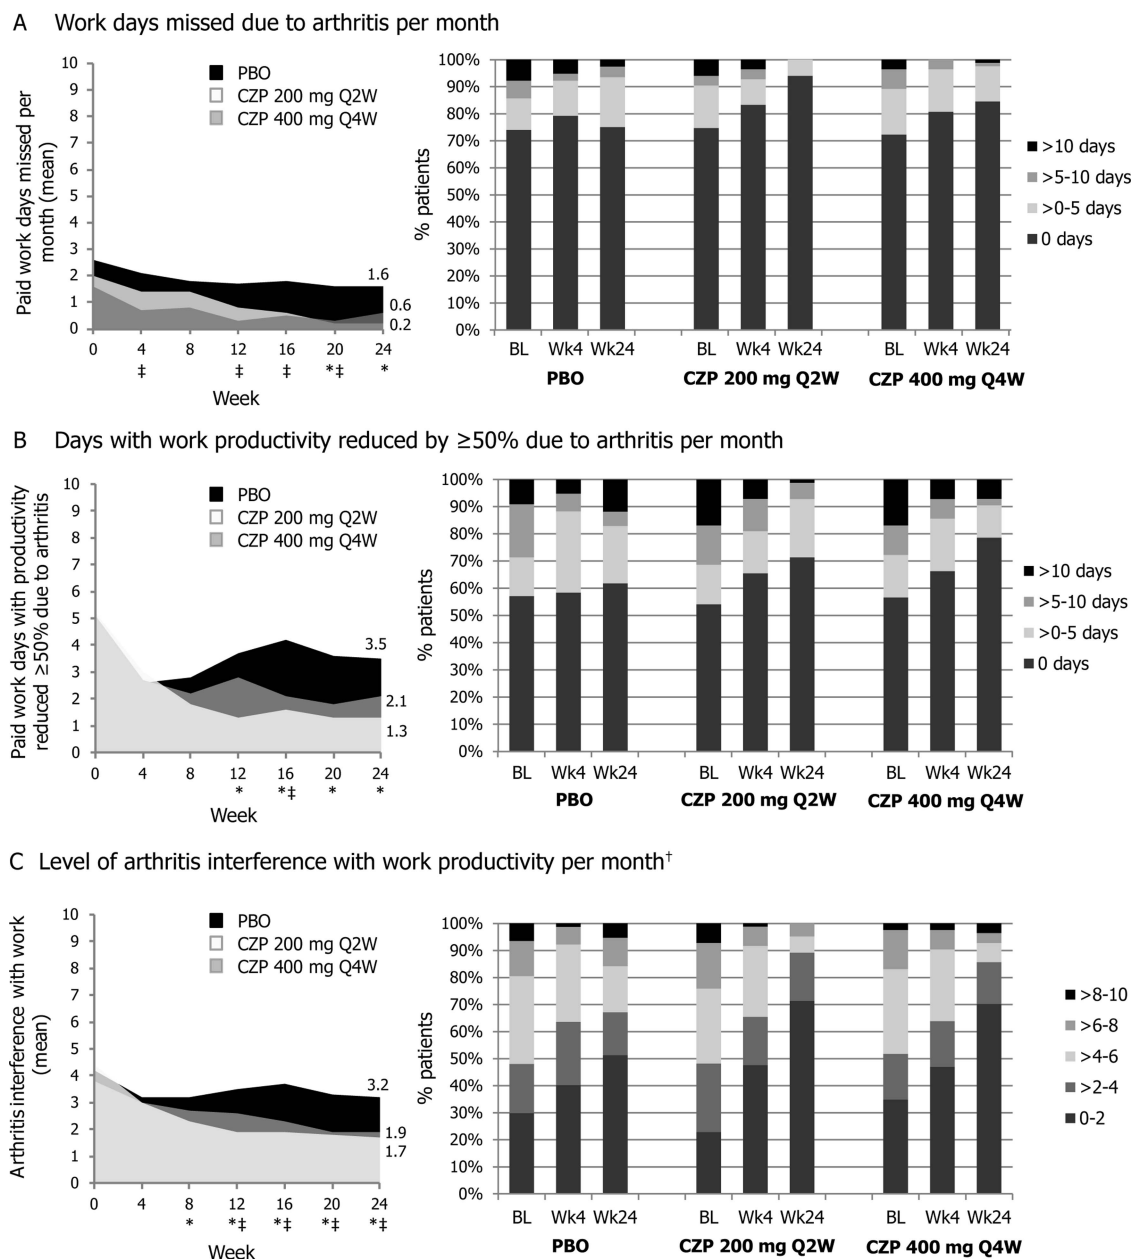 A Work days missed due to arthritis per month
Paid work days missed per
month (mean)
10
9
8
7
6
5
4
3
2
1
0
PBO
CZP 200 mg Q2W
CZP 400 mg Q4W
1.6
0.6
0.2
0 4 8 12 16 20 24
‡ ‡ ‡ *‡ *
Week
% patients
100%
90%
80%
70%
60%
50%
40%
30%
20%
10%
0%
BL Wk4 Wk24 BL Wk4 Wk24 BL Wk4 Wk24
PBO CZP 200 mg Q2W CZP 400 mg Q4W
>10 days
>5-10 days
>0-5 days
0 days
B Days with work productivity reduced by ≥50% due to arthritis per month
Paid work days with productivity
reduced ≥50% due to arthritis
10
9
8
7
6
5
4
3
2
1
0
PBO
CZP 200 mg Q2W
CZP 400 mg Q4W
3.5
2.1
1.3
0 4 8 12 16 20 24
* *‡ * *
Week
% patients
100%
90%
80%
70%
60%
50%
40%
30%
20%
10%
0%
BL Wk4 Wk24 BL Wk4 Wk24 BL Wk4 Wk24
PBO CZP 200 mg Q2W CZP 400 mg Q4W
>10 days
>5-10 days
>0-5 days
0 days
C Level of arthritis interference with work productivity per month†
Arthritis interference with work
(mean)
10
9
8
7
6
5
4
3
2
1
0
PBO
CZP 200 mg Q2W
CZP 400 mg Q4W
3.2
1.9
1.7
0 4 8 12 16 20 24
* *‡ *‡ *‡ *‡
Week
% patients
100%
90%
80%
70%
60%
50%
40%
30%
20%
10%
0%
BL Wk4 Wk24 BL Wk4 Wk24 BL Wk4 Wk24
PBO CZP 200 mg Q2W CZP 400 mg Q4W
>8-10
>6-8
>4-6
>2-4
0-2